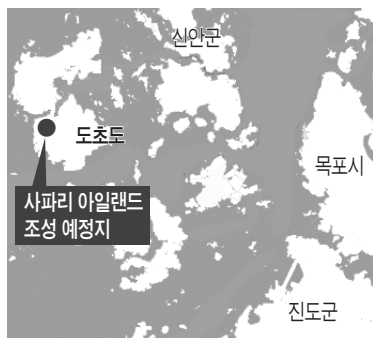 신안군
도초도
목포시
사파리 아일랜드
조성 예정지
진도군